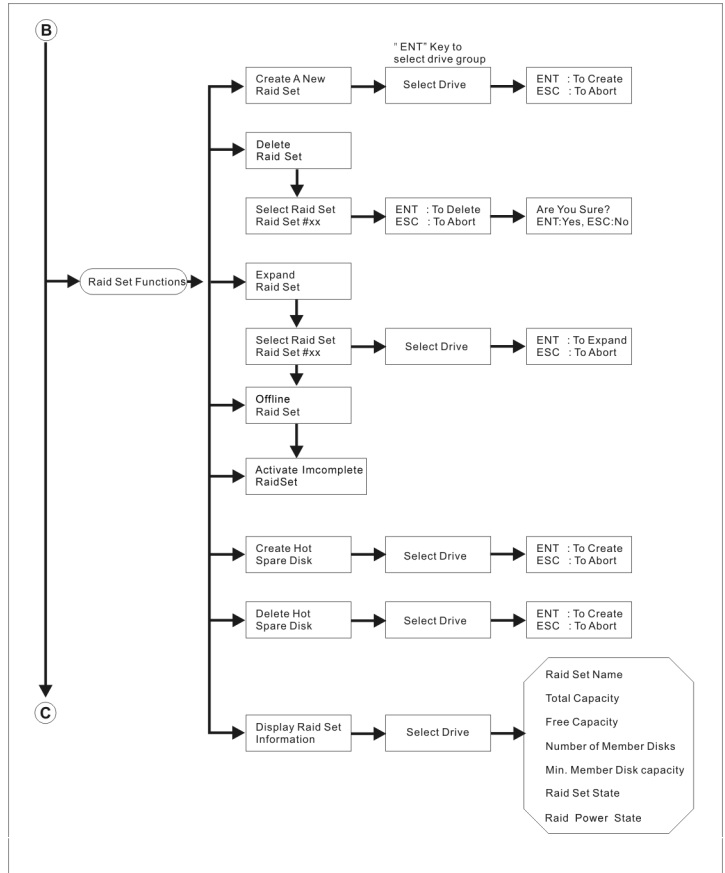 B
" ENT" Key to
select drive group
Create A New
Raid Set
Select Drive
ENT : To Create
ESC : To Abort
Delete
Raid Set
Select Raid Set
Raid Set #xx
ENT : To Delete
ESC : To Abort
Are You Sure?
ENT:Yes, ESC:No
Raid Set Functions
Expand
Raid Set
Select Raid Set
Raid Set #xx
Select Drive
ENT : To Expand
ESC : To Abort
Offline
Raid Set
Activate Imcomplete
RaidSet
Create Hot
Spare Disk
Select Drive
ENT : To Create
ESC : To Abort
Delete Hot
Spare Disk
Select Drive
ENT : To Create
ESC : To Abort
C
Display Raid Set
Information
Select Drive
Raid Set Name
Total Capacity
Free Capacity
Number of Member Disks
Min. Member Disk capacity
Raid Set State
Raid Power State